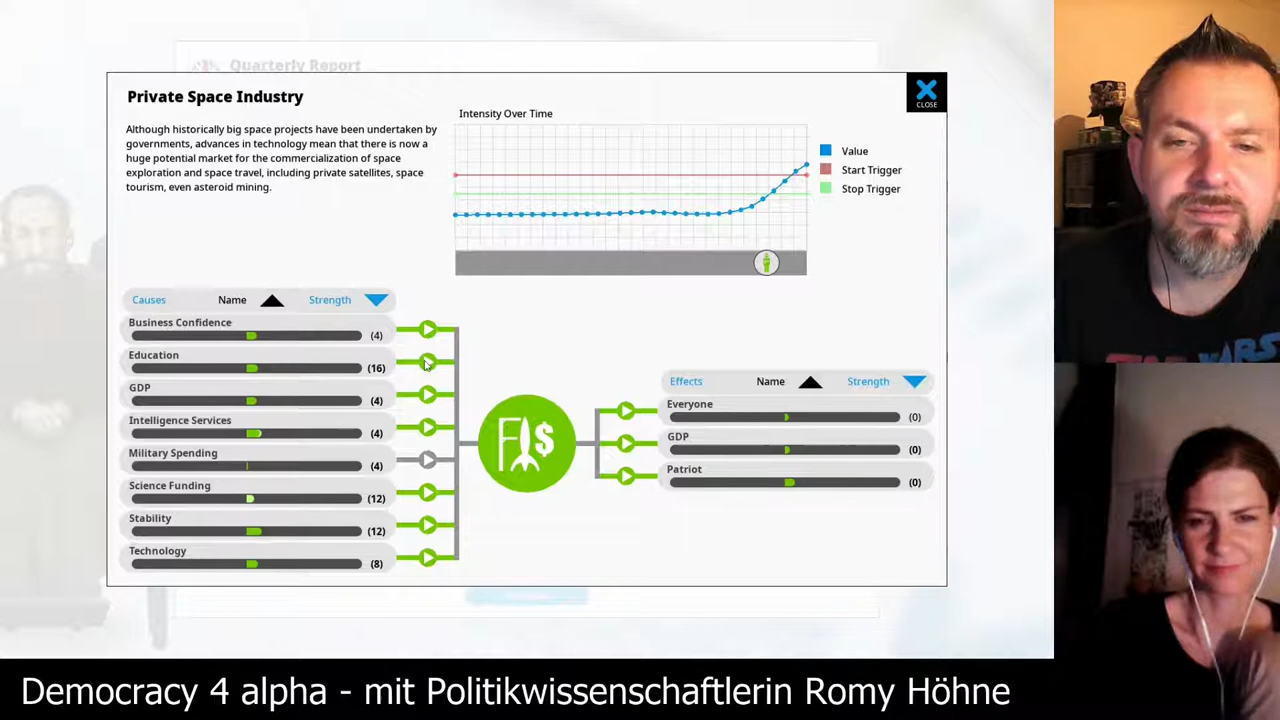 Quarterly Report
Private Space Industry
CLOSE
Although historically big space projects have been undertaken by
governments, advances in technology mean that there is now a
huge potential market for the commercialization of space
exploration and space travel, including private satellites, space
tourism, even asteroid mining.
Intensity Over Time
Value
Start Trigger
Stop Trigger
Causes Name Strength
Business Confidence
(4)
Education
(16)
GDP
(4)
Intelligence Services
(4)
Military Spending
(4)
Science Funding
(12)
Stability
(12)
Technology
(8)
$
Effects Name Strength
Everyone
(0)
GDP
(0)
Patriot
(0)
Democracy 4 alpha - mit Politikwissenschaftlerin Romy Höhne